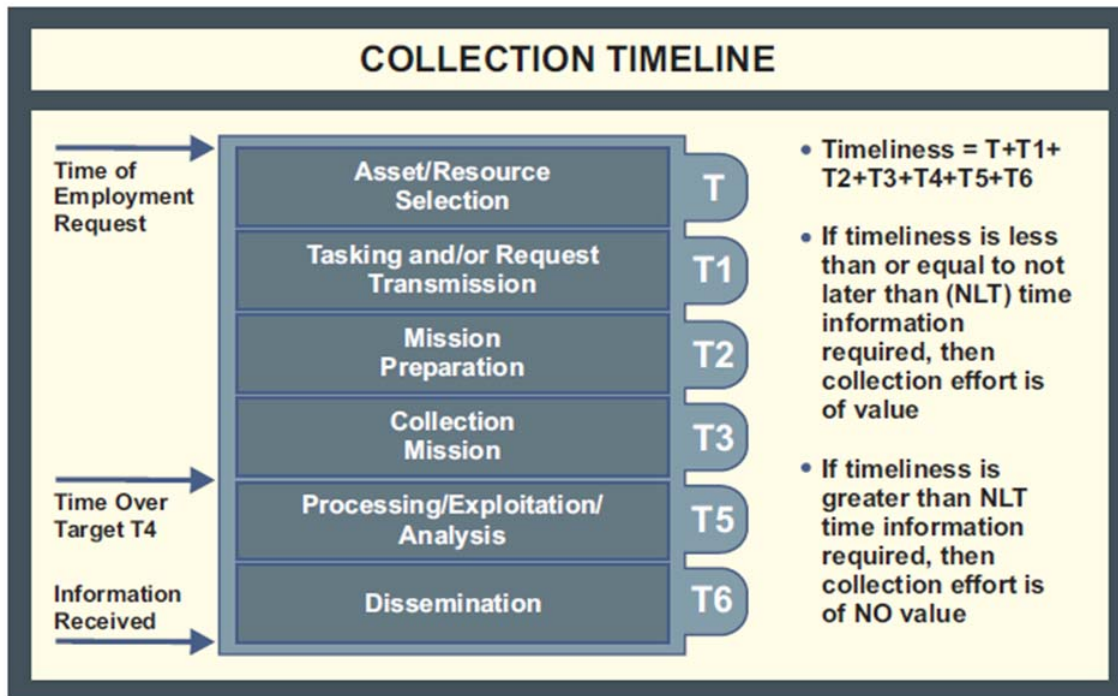 COLLECTION TIMELINE
Time of
Employment
Request
Asset/Resource
Selection
T
Tasking and/or Request
Transmission
T1
Mission
Preparation
T2
Collection
Mission
T3
Time Over
Target T4
Processing/Exploitation/
Analysis
T5
Information
Received
Dissemination
T6
• Timeliness = T+T1+
T2+T3+T4+T5+T6
• If timeliness is less
than or equal to not
later than (NLT) time
information
required, then
collection effort is
of value
• If timeliness is
greater than NLT
time information
required, then
collection effort is
of NO value